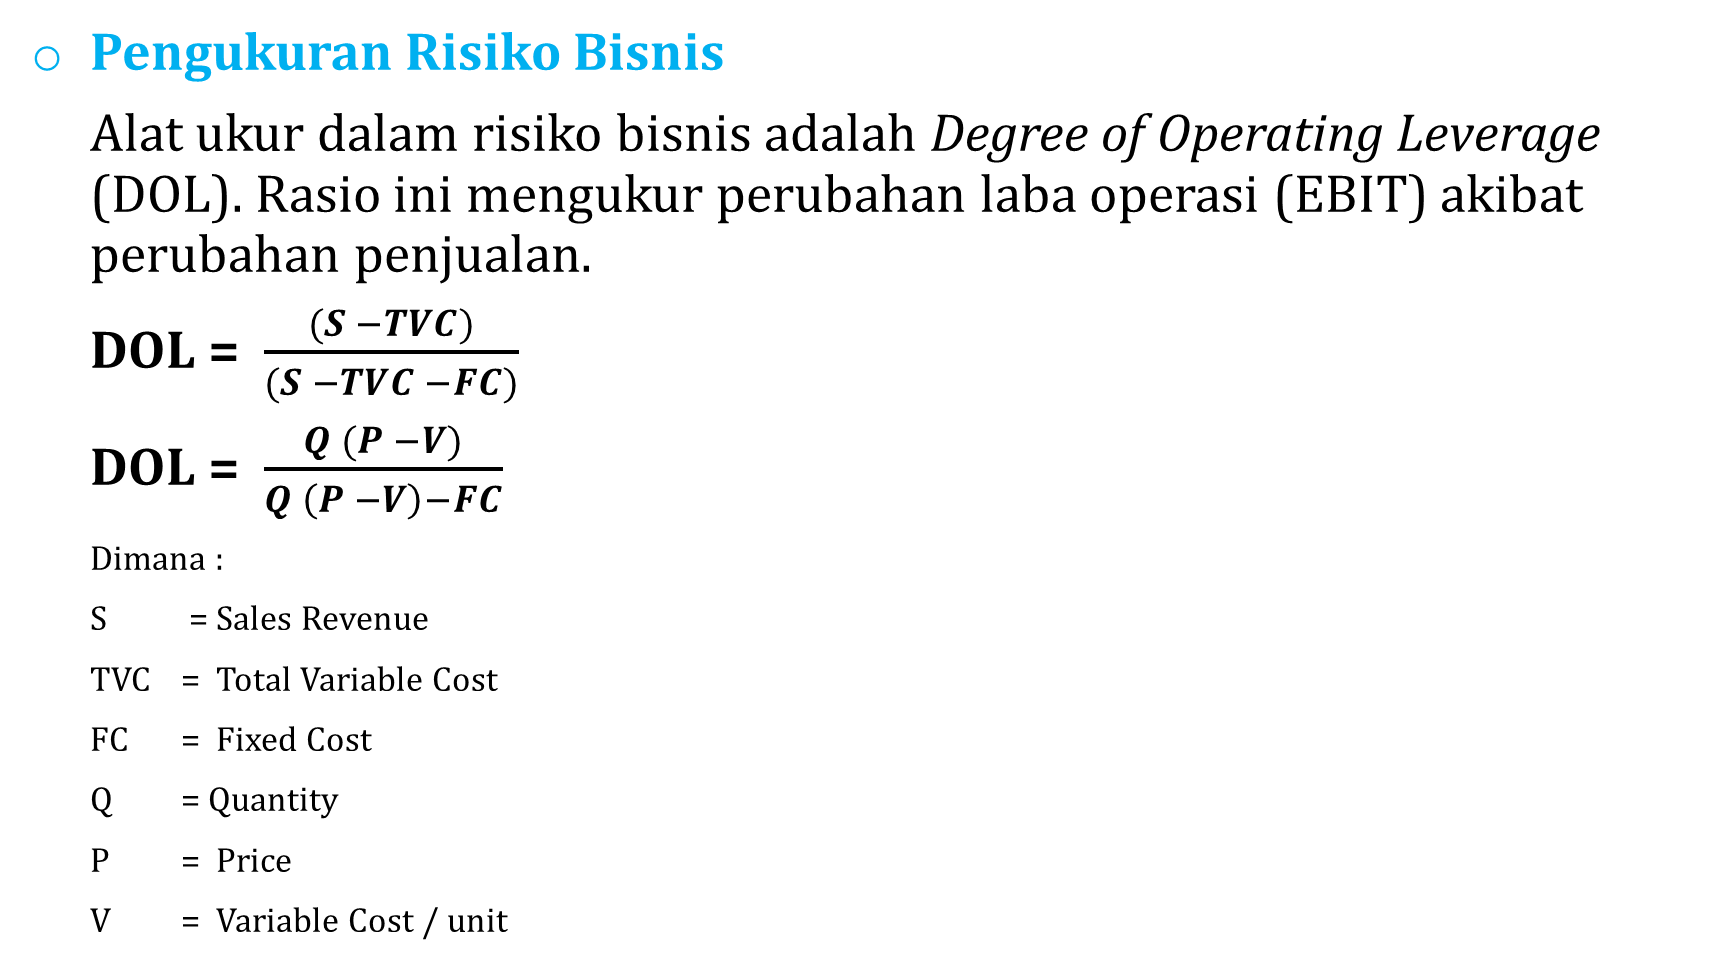 o Pengukuran Risiko Bisnis
Alat ukur dalam risiko bisnis adalah Degree of Operating Leverage
(DOL). Rasio ini mengukur perubahan laba operasi (EBIT) akibat
perubahan penjualan.
DOL = (S −TVC) / (S −TVC −FC)
DOL = Q (P −V) / Q (P −V)−FC
Dimana :
S = Sales Revenue
TVC = Total Variable Cost
FC = Fixed Cost
Q = Quantity
P = Price
V = Variable Cost / unit